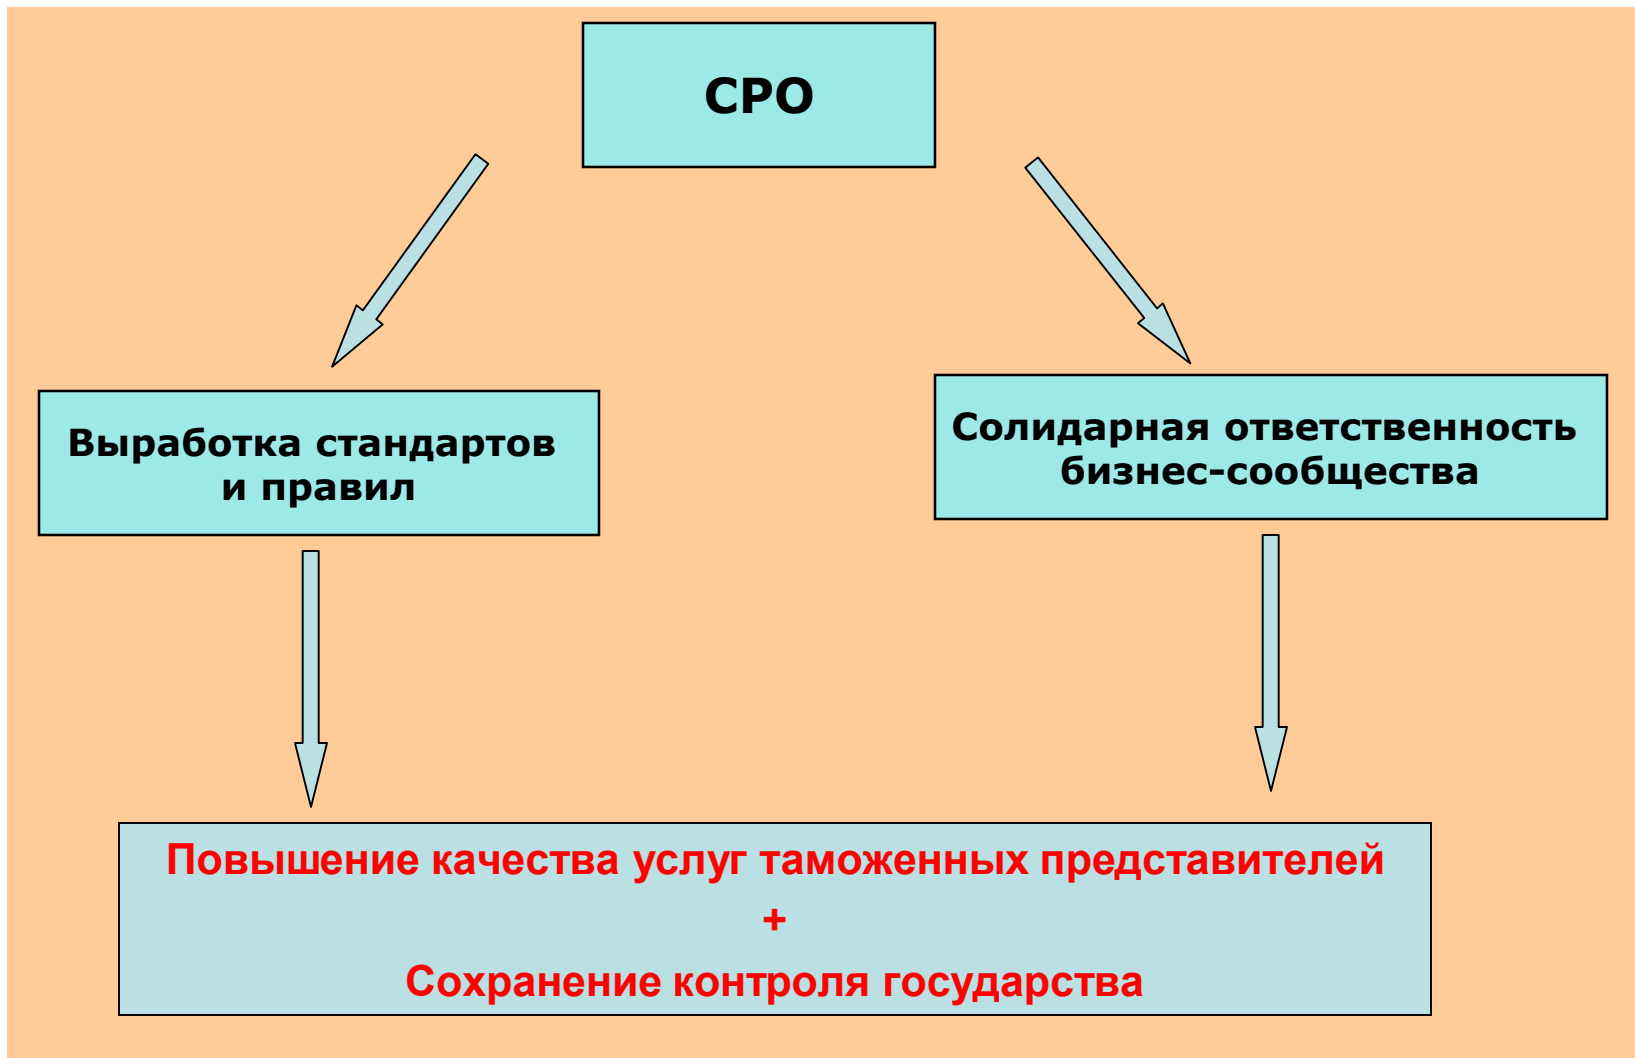 СРО
Выработка стандартов
и правил
Солидарная ответственность
бизнес-сообщества
Повышение качества услуг таможенных представителей
+
Сохранение контроля государства